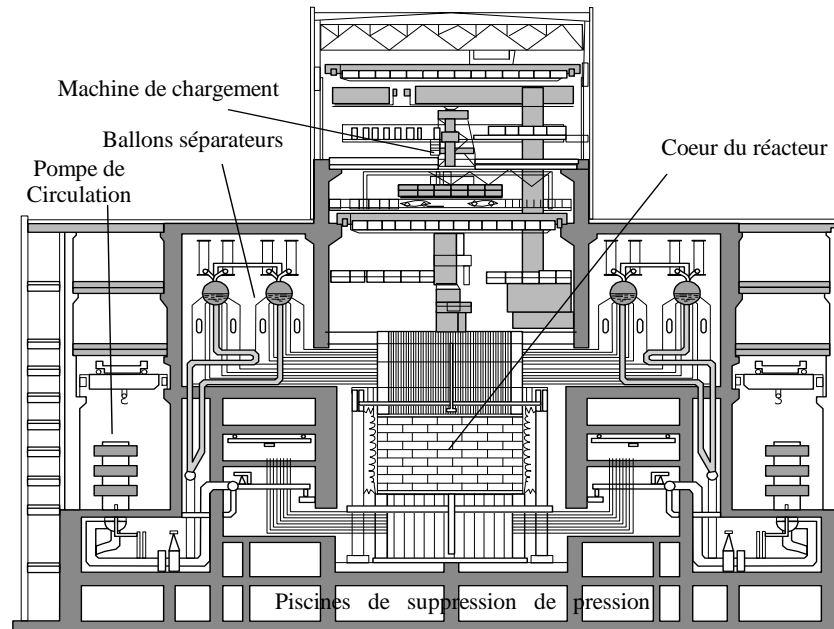 Machine de chargement
Ballons séparateurs
Pompe de
Circulation
Coeur du réacteur
Piscines de suppression de pression